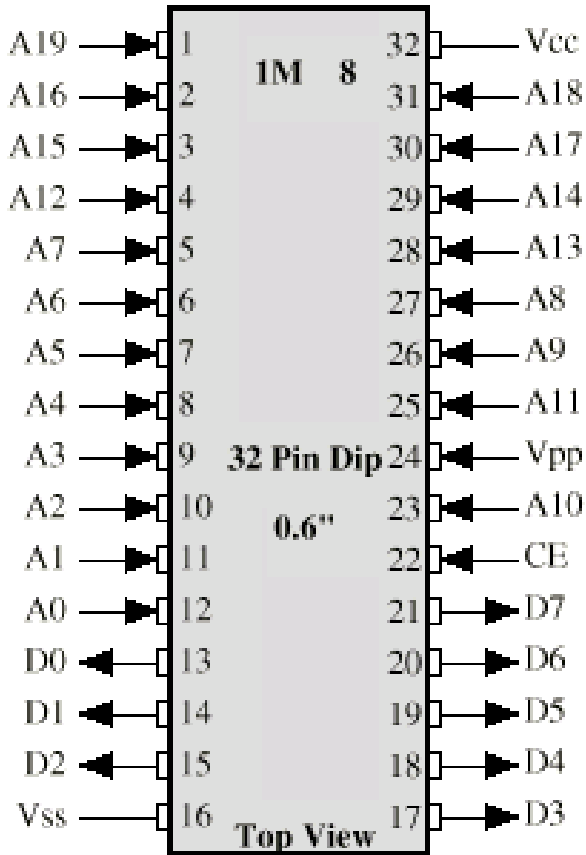 A19 1 32 Vcc
1M 8
A16 2 31 A18
A15 3 30 A17
A12 4 29 A14
A7 5 28 A13
A6 6 27 A8
A5 7 26 A9
A4 8 25 A11
A3 9 32 Pin Dip 24 Vpp
A2 10 23 A10
0.6"
A1 11 22 CE
A0 12 21 D7
D0 13 20 D6
D1 14 19 D5
D2 15 18 D4
Vss 16 17 D3
Top View